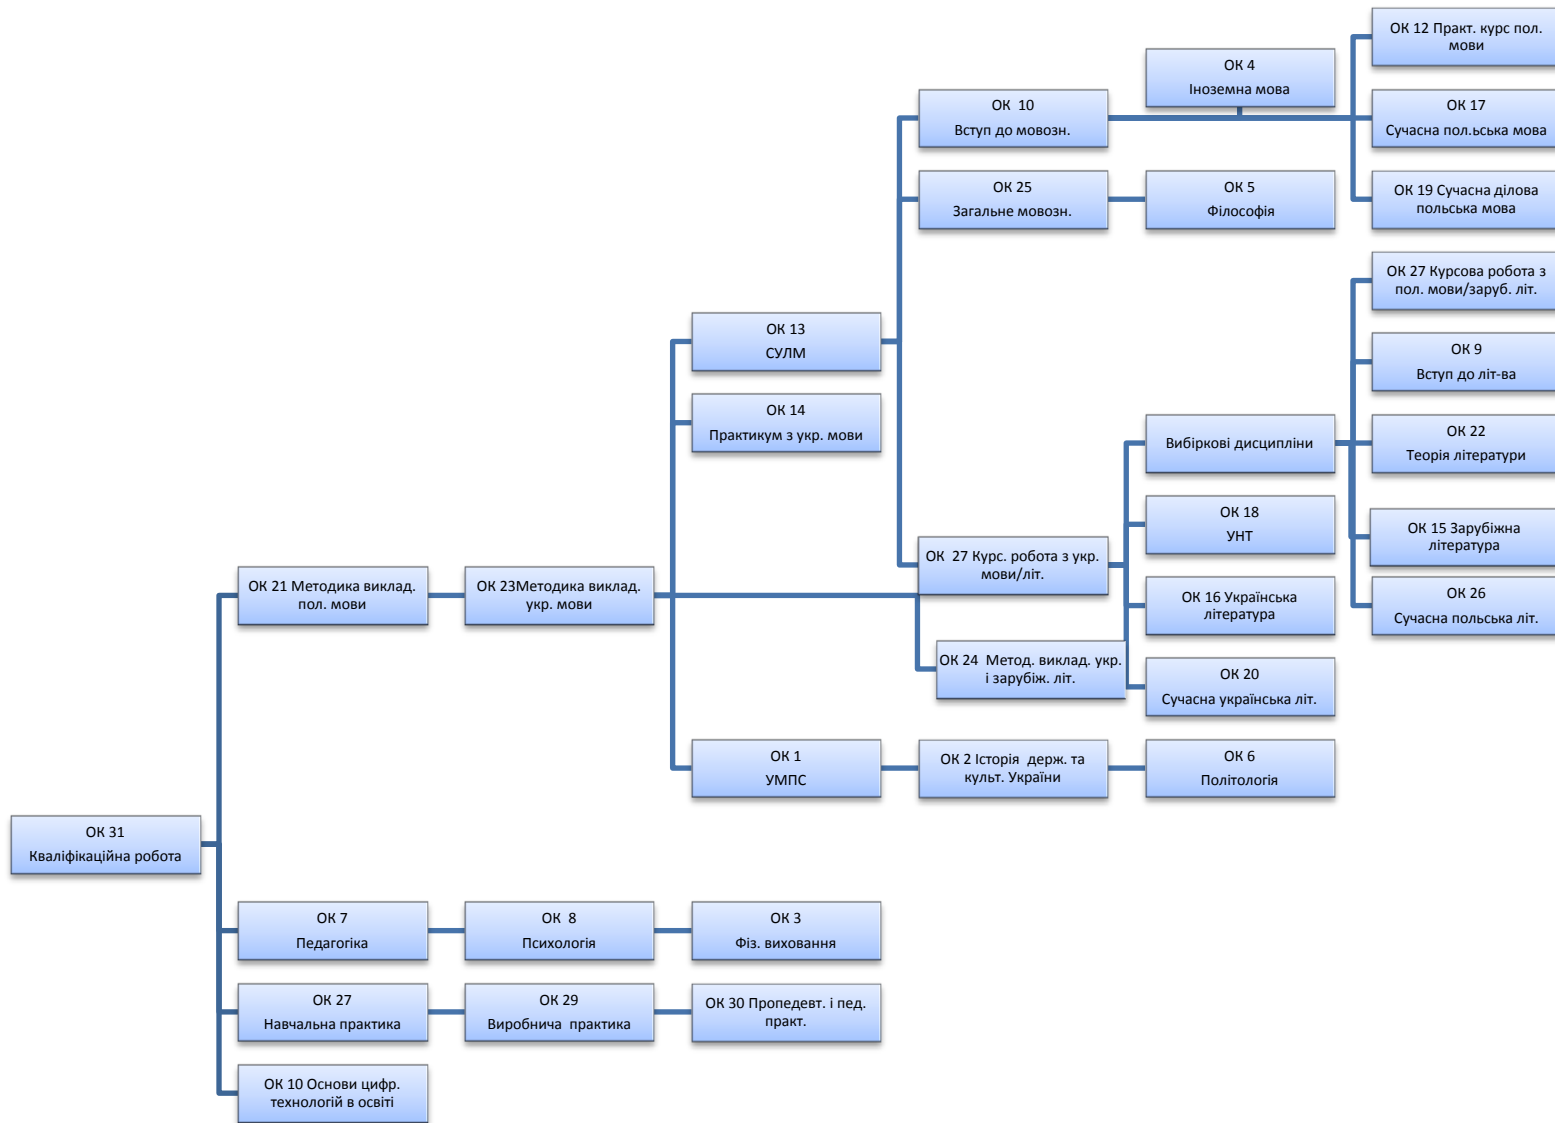 ОК 12 Практ. курс пол.
мови
ОК 4
Іноземна мова
ОК  10
Вступ до мовозн.
ОК 17
Сучасна пол.ьська мова
ОК 25
Загальне мовозн.
ОК 5
Філософія
ОК 19 Сучасна ділова
польська мова
ОК 27 Курсова робота з
пол. мови/заруб. літ.
ОК 13
СУЛМ
ОК 9
Вступ до літ-ва
ОК 14
Практикум з укр. мови
Вибіркові дисципліни
ОК 22
Теорія літератури
ОК 18
УНТ
ОК 15 Зарубіжна
література
ОК  27 Курс. робота з укр.
мови/літ.
ОК 21 Методика виклад.
пол. мови
ОК 23Методика виклад.
укр. мови
ОК 16 Українська
література
ОК 26
Сучасна польська літ.
ОК 24  Метод. виклад. укр.
і зарубіж. літ.
ОК 20
Сучасна українська літ.
ОК 1
УМПС
ОК 2 Історія  держ. та
культ. України
ОК 6
Політологія
ОК 31
Кваліфікаційна робота
ОК 7
Педагогіка
ОК  8
Психологія
ОК 3
Фіз. виховання
ОК 27
Навчальна практика
ОК 29
Виробнича  практика
ОК 30 Пропедевт. і пед.
практ.
ОК 10 Основи цифр.
технологій в освіті